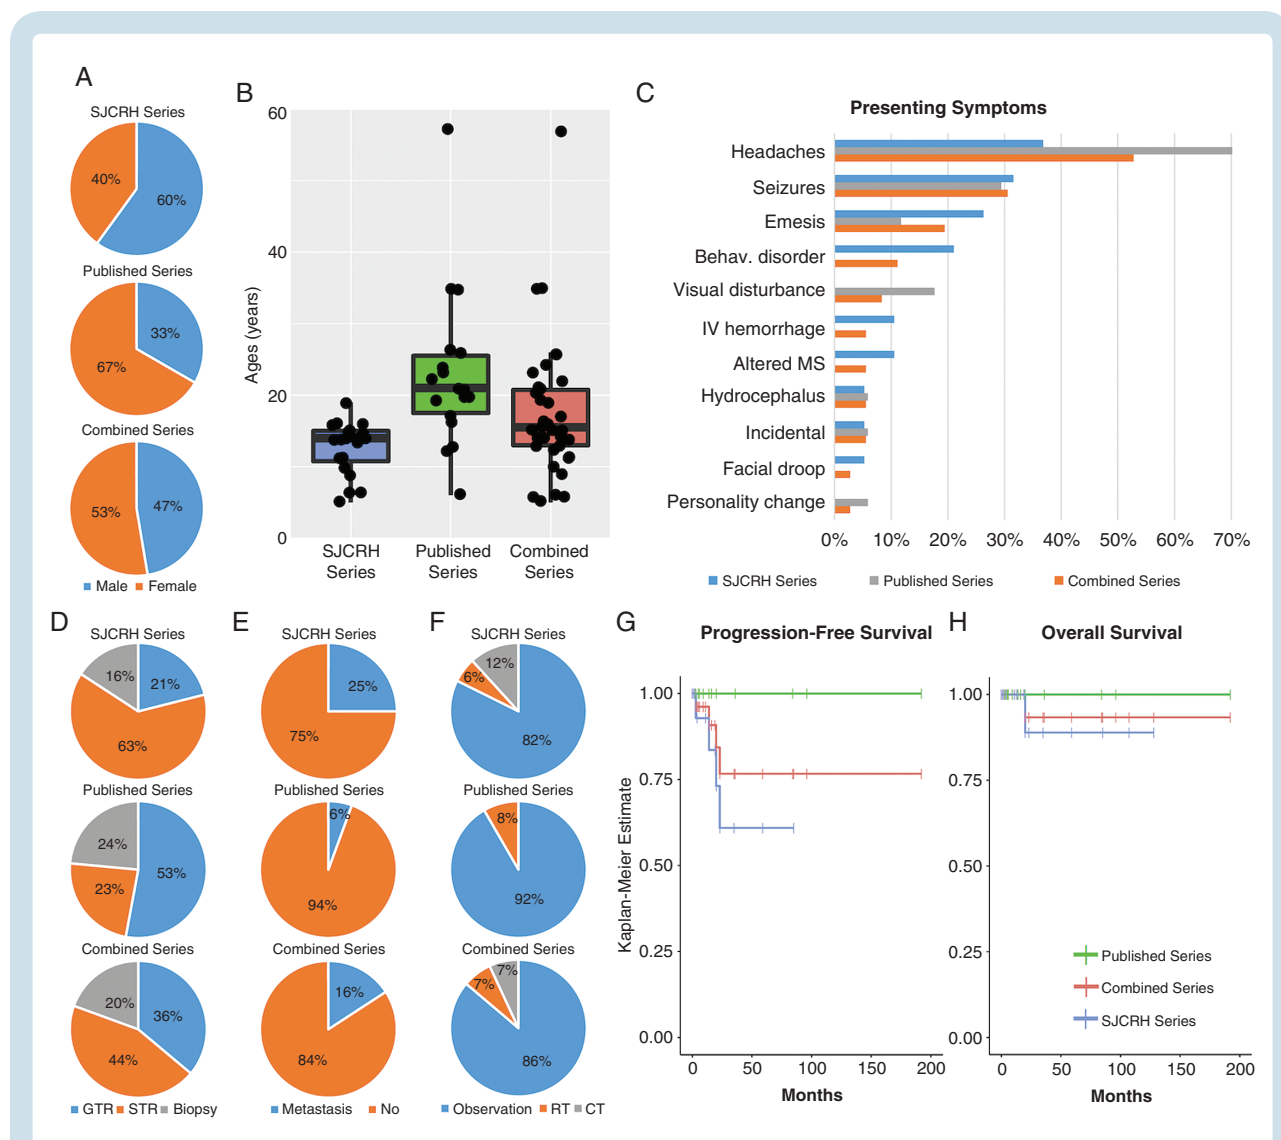 A
SJCRH Series
40%
60%
Published Series
33%
67%
Combined Series
53%
47%
Male Female
B
Ages (years)
60
40
20
0
SJCRH
Series
Published
Series
Combined
Series
C
Presenting Symptoms
Headaches
Seizures
Emesis
Behav. disorder
Visual disturbance
IV hemorrhage
Altered MS
Hydrocephalus
Incidental
Facial droop
Personality change
0% 10% 20% 30% 40% 50% 60% 70%
SJCRH Series Published Series Combined Series
D
SJCRH Series
16%
21%
63%
Published Series
24%
53%
23%
Combined Series
20%
36%
44%
GTR STR Biopsy
E
SJCRH Series
25%
75%
Published Series
6%
94%
Combined Series
16%
84%
Metastasis No
F
SJCRH Series
12%
6%
82%
Published Series
8%
92%
Combined Series
7%
7%
86%
Observation RT CT
G
Progression-Free Survival
Kaplan-Meier Estimate
1.00
0.75
0.50
0.25
0.00
0 50 100 150 200
Months
H
Overall Survival
1.00
0.75
0.50
0.25
0.00
Published Series
Combined Series
SJCRH Series
0 50 100 150 200
Months